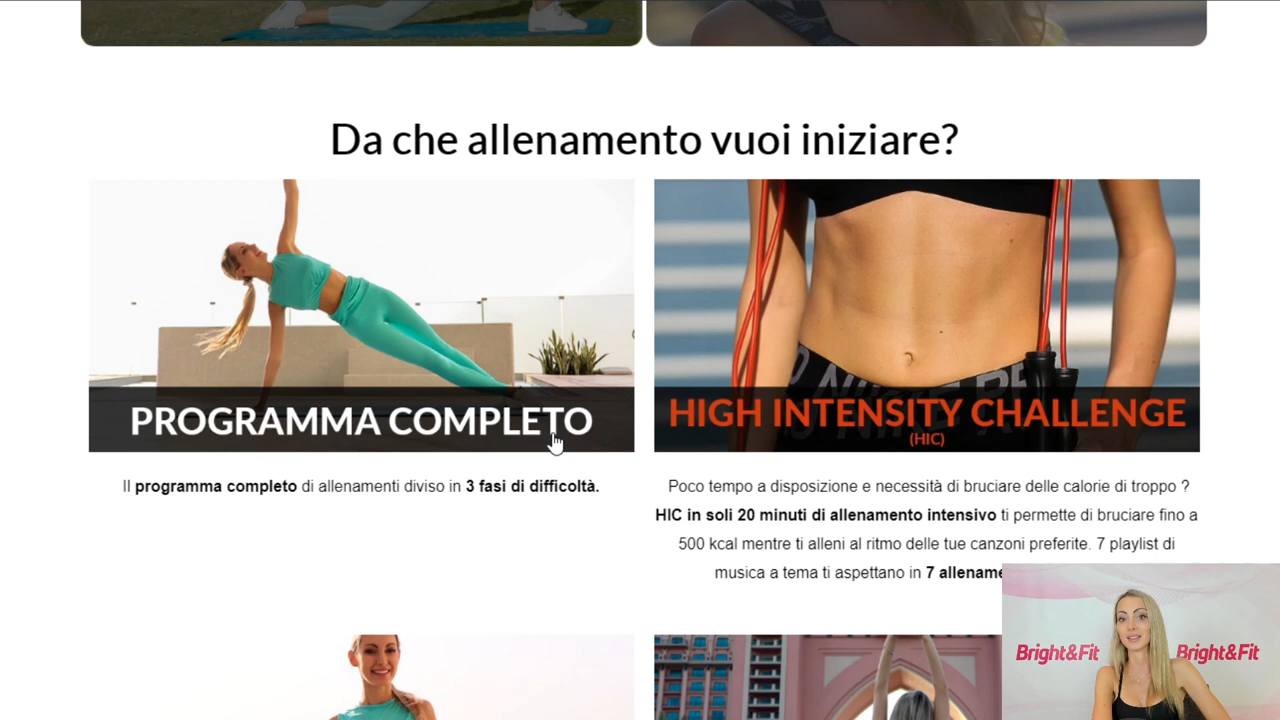 Da che allenamento vuoi iniziare?
PROGRAMMA COMPLETO
Il programma completo di allenamenti diviso in 3 fasi di difficoltà.
HIGH INTENSITY CHALLENGE
(HIC)
Poco tempo a disposizione e necessità di bruciare delle calorie di troppo ?
HIC in soli 20 minuti di allenamento intensivo ti permette di bruciare fino a
500 kcal mentre ti alleni al ritmo delle tue canzoni preferite. 7 playlist di
musica a tema ti aspettano in 7 allename
Bright&Fit Bright&Fit